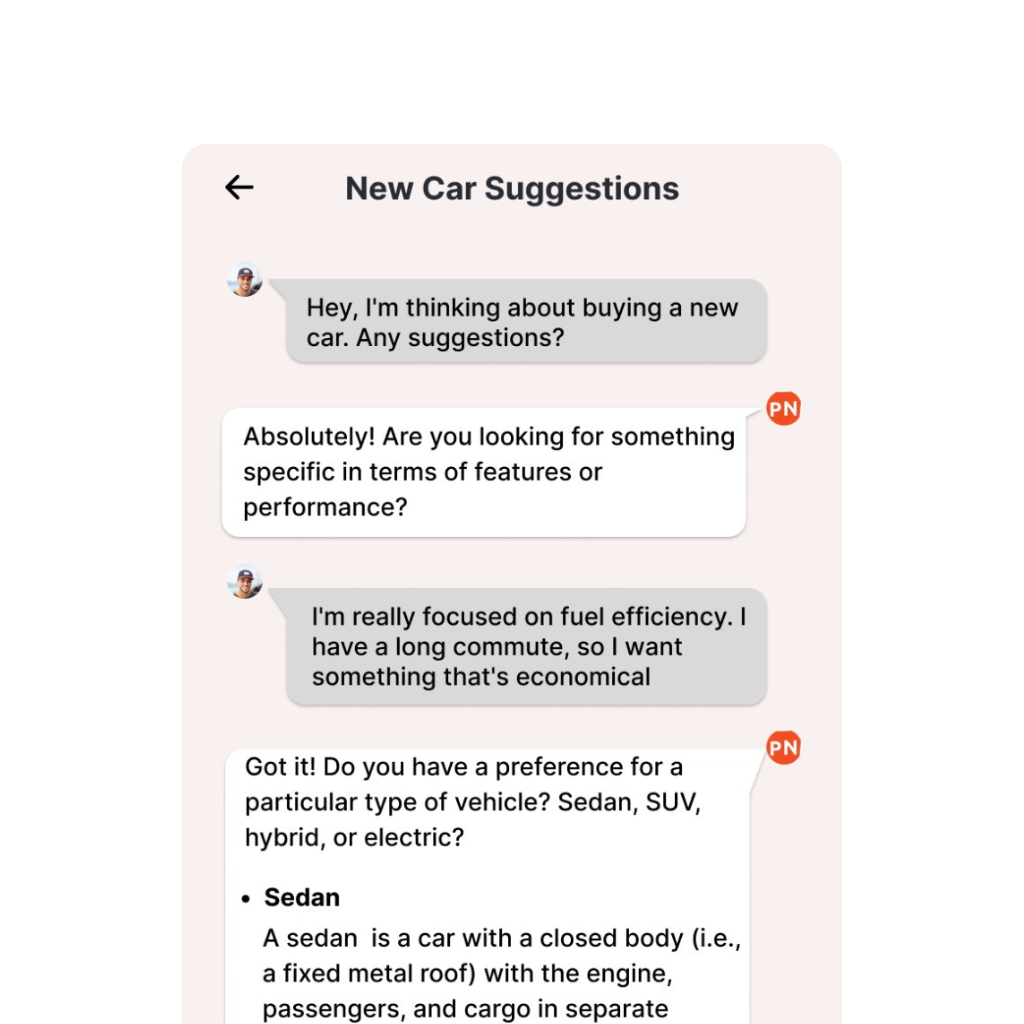 New Car Suggestions
Hey, I'm thinking about buying a new
car. Any suggestions?
PN
Absolutely! Are you looking for something
specific in terms of features or
performance?
I'm really focused on fuel efficiency. I
have a long commute, so I want
something that's economical
PN
Got it! Do you have a preference for a
particular type of vehicle? Sedan, SUV,
hybrid, or electric?
• Sedan
A sedan  is a car with a closed body (i.e.,
a fixed metal roof) with the engine,
passengers, and cargo in separate